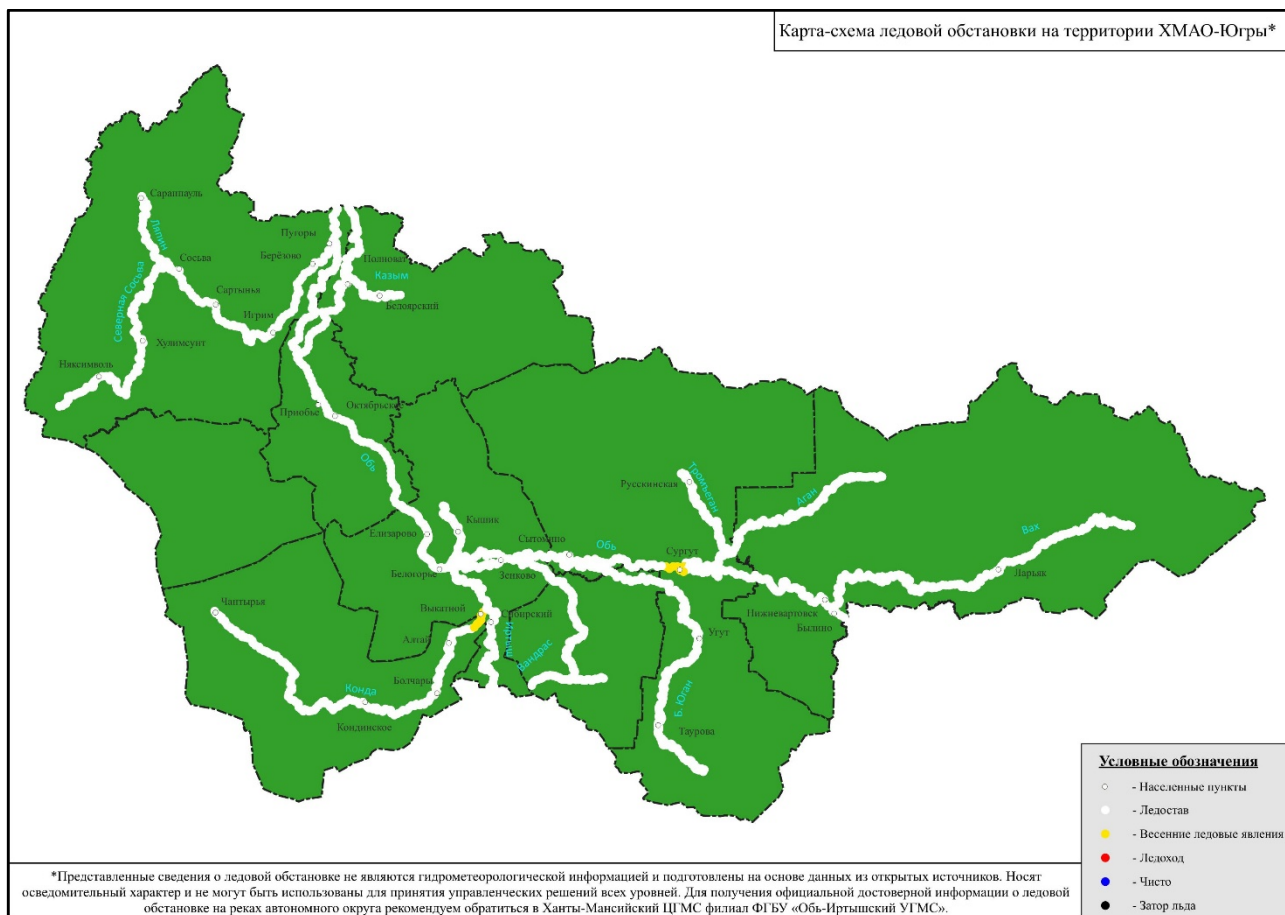 Карта-схема ледовой обстановки на территории ХМАО-Югры*
Саранпауль
Ляпин
Пугоры
Берёзово
Полноват
Сосьва
Казым
Северная Сосьва
Белоярский
Сартынья
Игрим
Хулимсунт
Няксимволь
Приобье
Октябрьское
Обь
Русскинская
Тромъеган
Аган
Кышик
Вах
Елизарово
Сытомино
Обь
Сургут
Белогорье
Зенково
Ларьяк
Чантырья
Выкатной
Сибирский
Нижневартовск
Былино
Алтай
Иртыш
Угут
Вандрас
Болчары
Конда
Б. Юган
Кондинское
Таурова
Условные обозначения
- Населенные пункты
- Ледостав
- Весенние ледовые явления
- Ледоход
- Чисто
- Затор льда
*Представленные сведения о ледовой обстановке не являются гидрометеорологической информацией и подготовлены на основе данных из открытых источников. Носят
осведомительный характер и не могут быть использованы для принятия управленческих решений всех уровней. Для получения официальной достоверной информации о ледовой
обстановке на реках автономного округа рекомендуем обратиться в Ханты-Мансийский ЦГМС филиал ФГБУ «Обь-Иртышский УГМС».